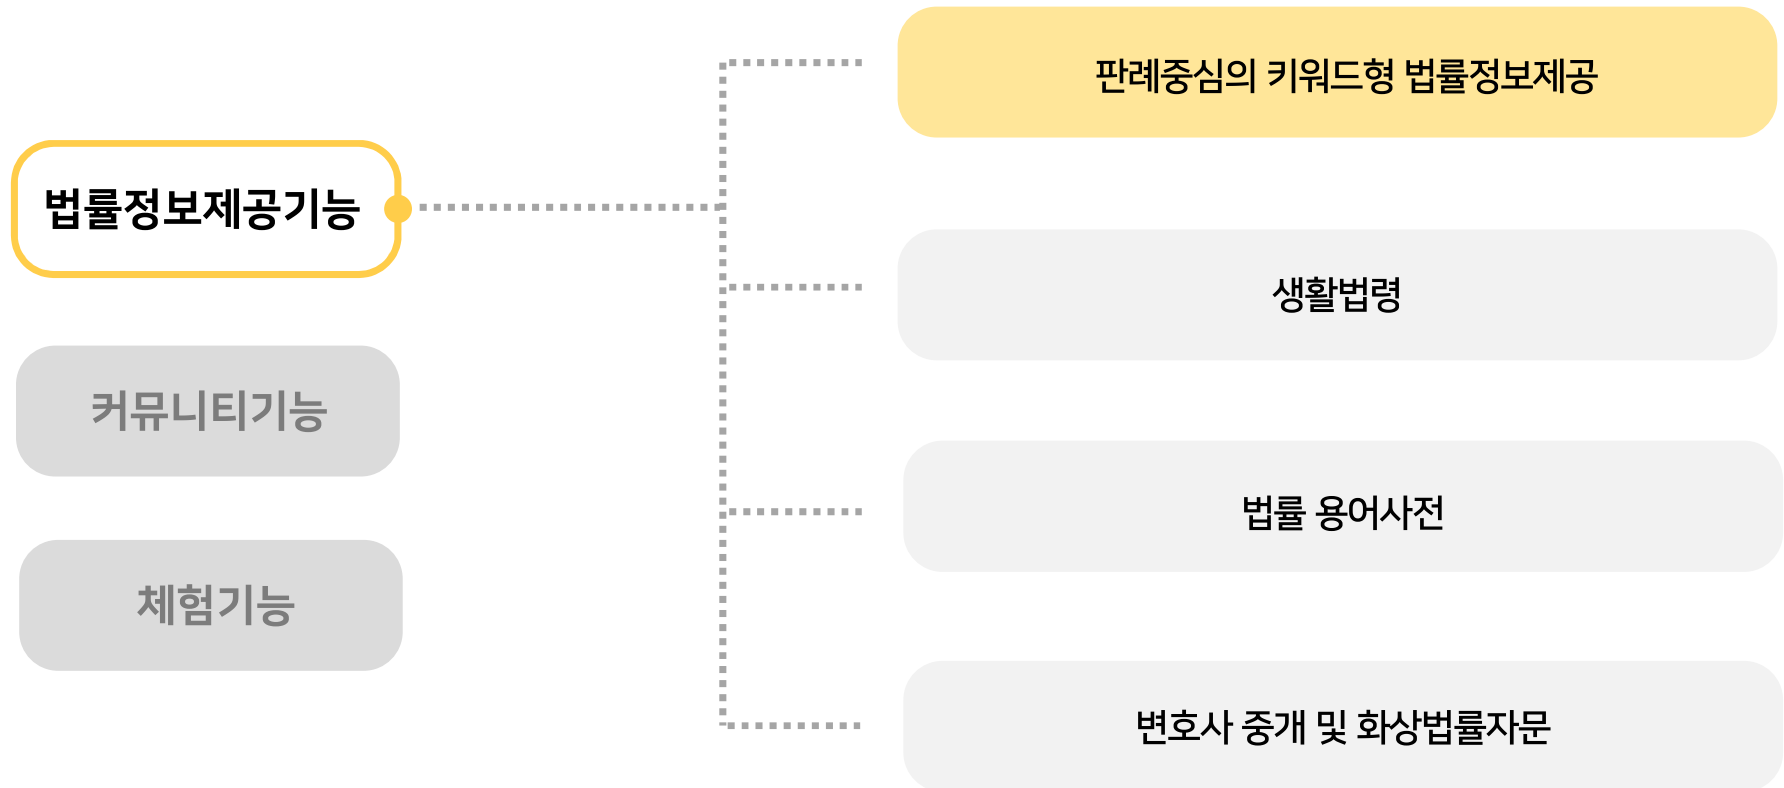 법률정보제공기능
커뮤니티기능
체험기능
판례중심의 키워드형 법률정보제공
생활법령
법률 용어사전
변호사 중개 및 화상법률자문